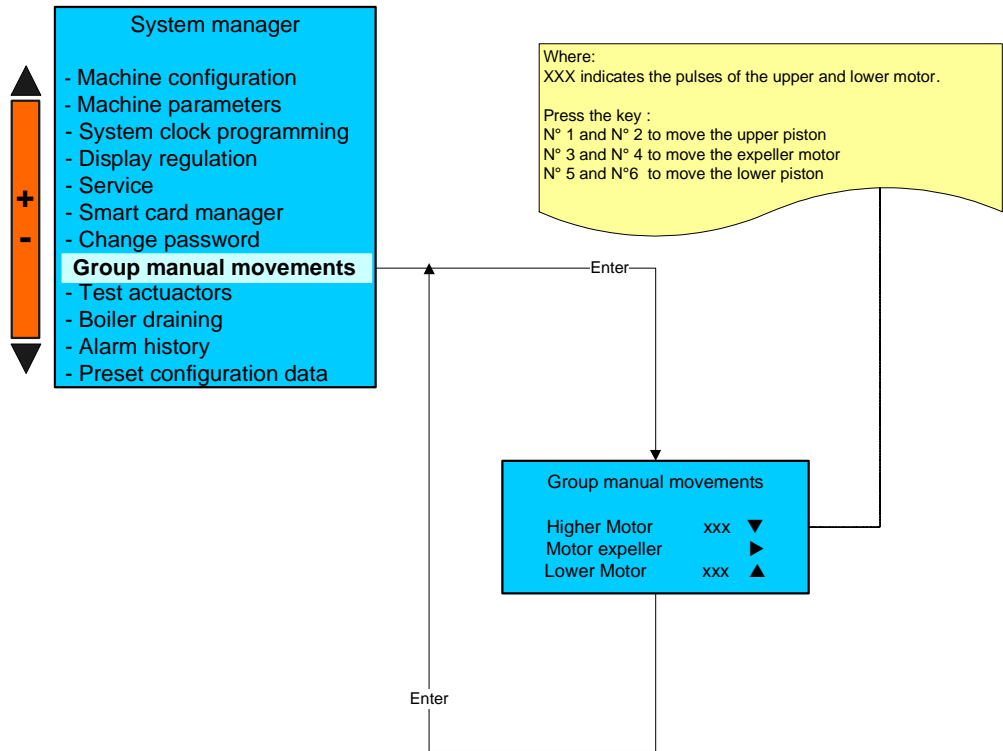 System manager
- Machine configuration
- Machine parameters
- System clock programming
- Display regulation
- Service
- Smart card manager
- Change password
Group manual movements
- Test actuactors
- Boiler draining
- Alarm history
- Preset configuration data
+
-
Where:
XXX indicates the pulses of the upper and lower motor.
Press the key :
N° 1 and N° 2 to move the upper piston
N° 3 and N° 4 to move the expeller motor
N° 5 and N°6 to move the lower piston
Enter
Group manual movements
Higher Motor xxx ▼
Motor expeller ►
Lower Motor xxx ▲
Enter